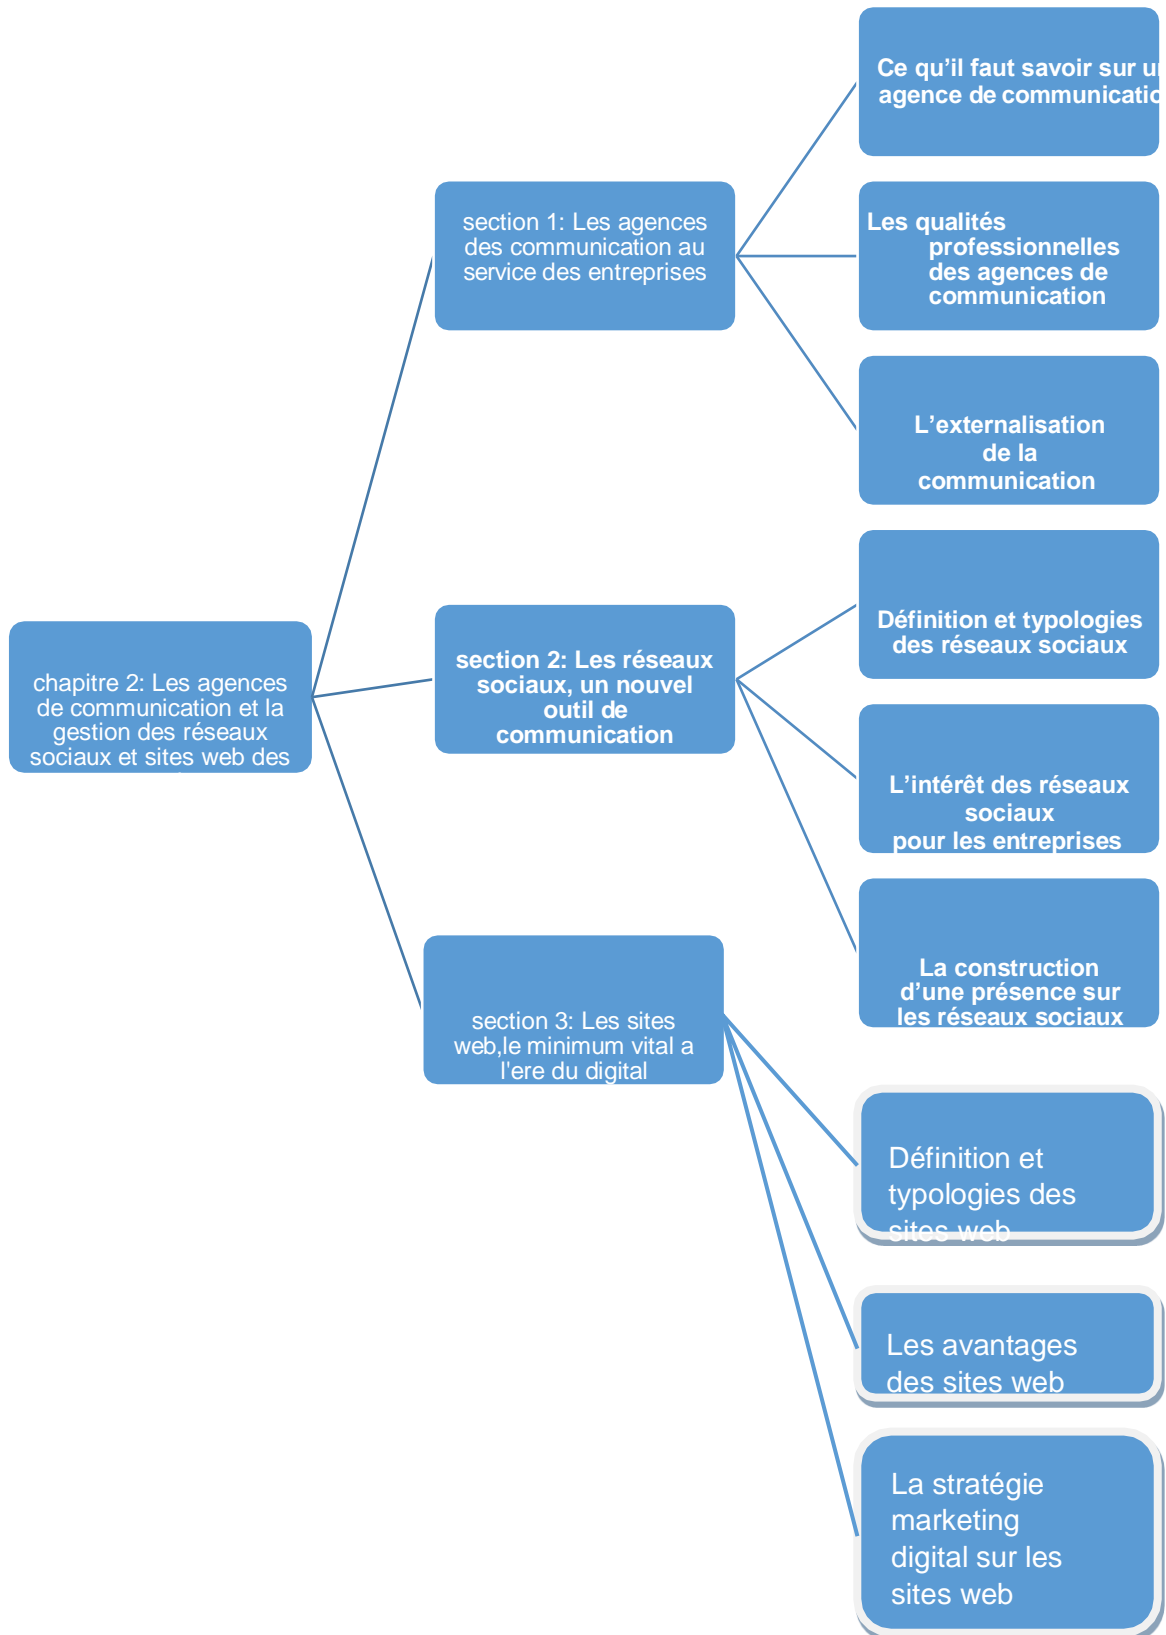 chapitre 2: Les agences
de communication et la
gestion des réseaux
sociaux et sites web des
section 1: Les agences
des communication au
service des entreprises
Ce qu’il faut savoir sur
agence de
Les qualités
professionnelles
des agences de
communication
L’externalisation
de la
communication
section 2: Les réseaux
sociaux, un nouvel
outil de
communication
Définition et typologies
des réseaux sociaux
L’intérêt des réseaux
sociaux
pour les entreprises
La construction
d’une présence sur
les réseaux sociaux
section 3: Les sites
web,le minimum vital a
l'ere du digital
Définition et
typologies des
sites web
Les avantages
des sites web
La stratégie
marketing
digital sur les
sites web